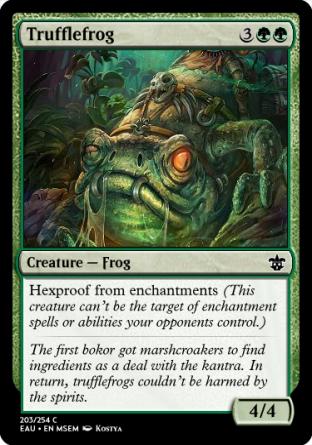 Trufflefrog 3
Creature — Frog
Hexproof from enchantments (This
creature can't be the target of enchantment
spells or abilities your opponents control.)
The first bokor got marshcroakers to find
ingredients as a deal with the kantra. In
return, trufflefrogs couldn't be harmed by
the spirits.
4/4
203/254 C
EAU • EN MSEM Kostya